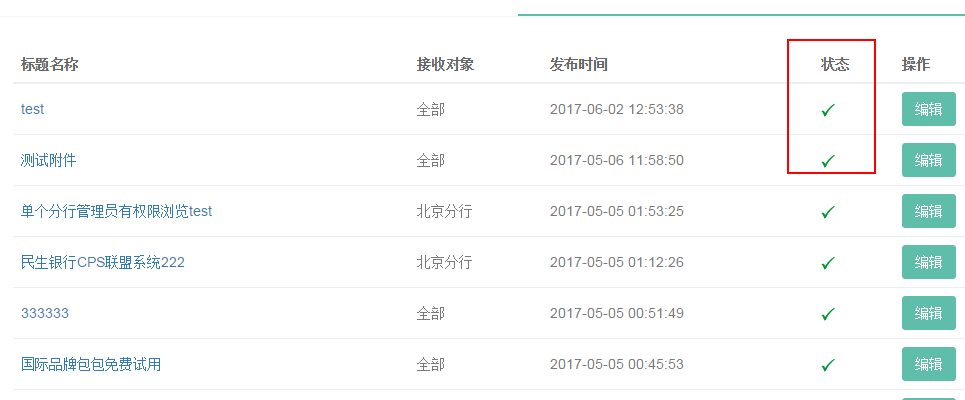 标题名称 接收对象 发布时间 状态 操作
test 全部 2017-06-02 12:53:38 编辑
测试附件 全部 2017-05-06 11:58:50 编辑
单个分行管理员有权限浏览test 北京分行 2017-05-05 01:53:25 编辑
民生银行CPS联盟系统222 北京分行 2017-05-05 01:12:26 编辑
333333 全部 2017-05-05 00:51:49 编辑
国际品牌包包免费试用 全部 2017-05-05 00:45:53 编辑